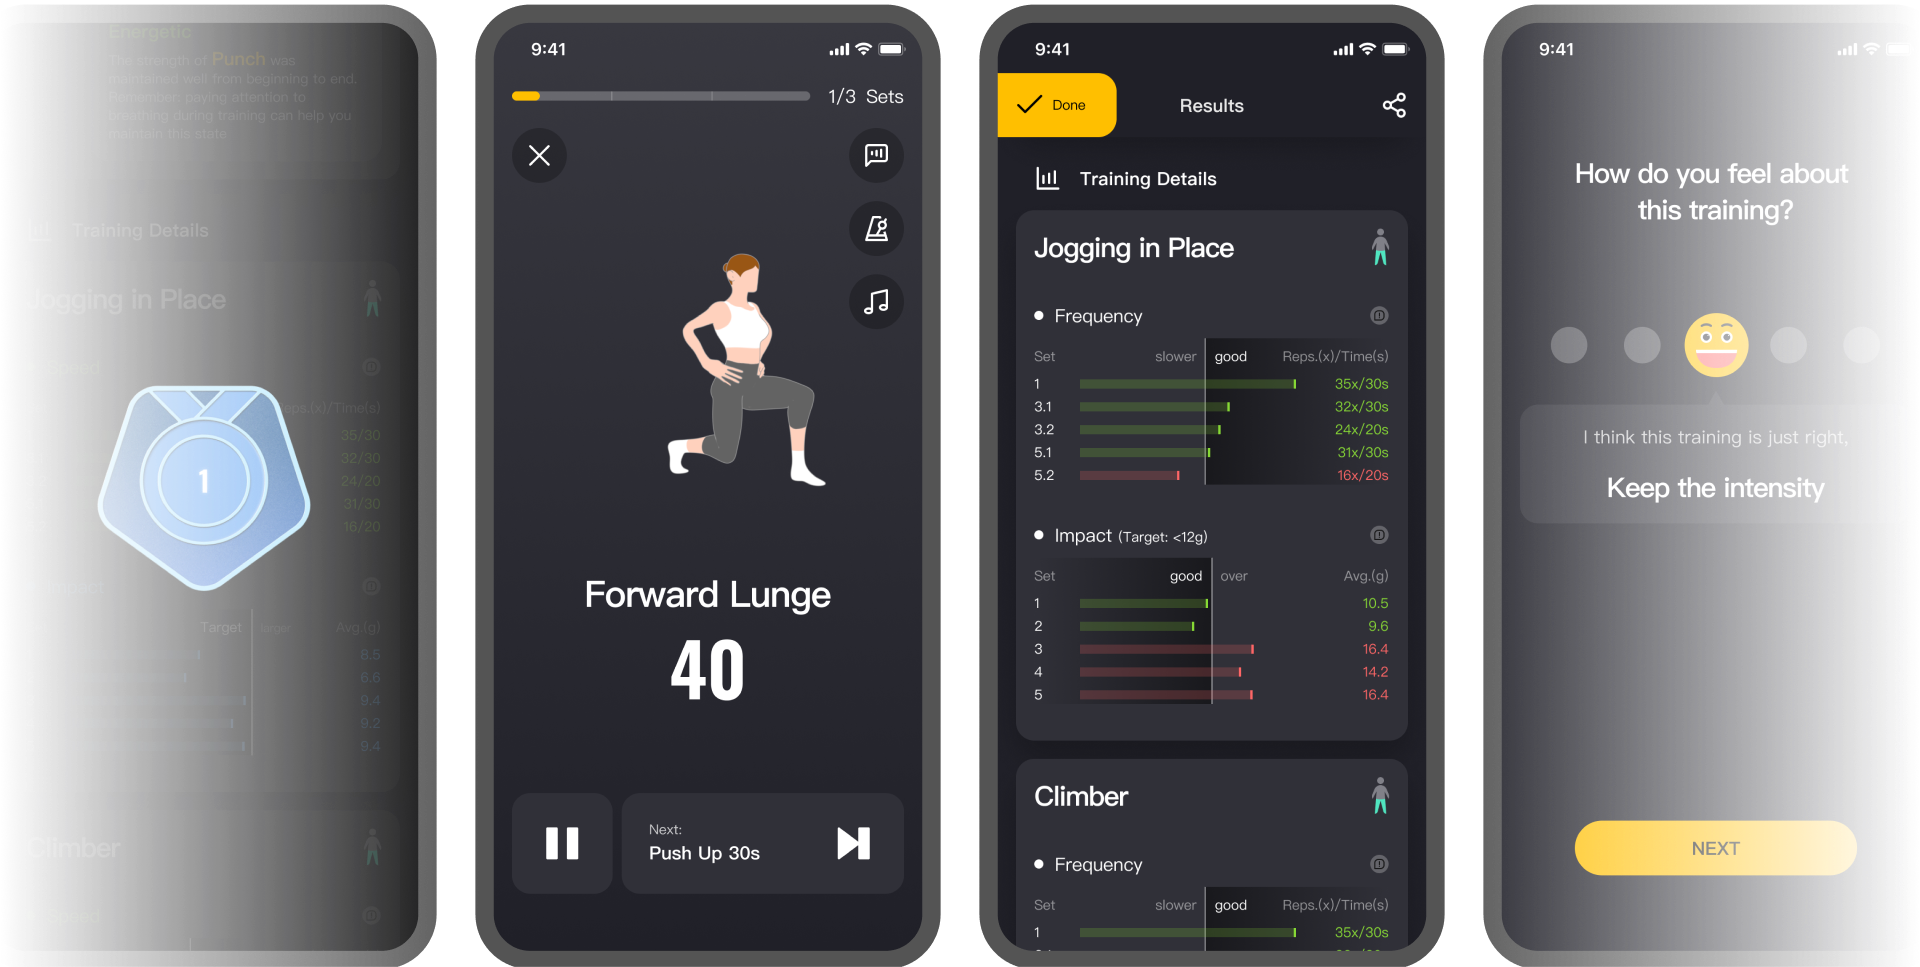 Energetic
The strength of Punch was
maintained well from beginning to end.
Remember: paying attention to
breathing during training can help you
maintain this state.
Training Details
Jogging in Place
Speed
Reps.(x)/Time(s)
35/30
32/30
24/20
31/30
16/20
1
Impact
Target larger Avg.(g)
8.5
6.6
9.4
9.2
9.4
Climber
Speed
9:41
1/3 Sets
Forward Lunge
40
Next:
Push Up 30s
9:41
Done
Results
Training Details
Jogging in Place
Frequency
Set slower good Reps.(x)/Time(s)
1 35x/30s
3.1 32x/30s
3.2 24x/20s
5.1 31x/30s
5.2 16x/20s
Impact (Target: <12g)
Set good over Avg.(g)
1 10.5
2 9.6
3 16.4
4 14.2
5 16.4
Climber
Frequency
Set slower good Reps.(x)/Time(s)
1 35x/30s
9:41
How do you feel about
this training?
I think this training is just right,
Keep the intensity
NEXT